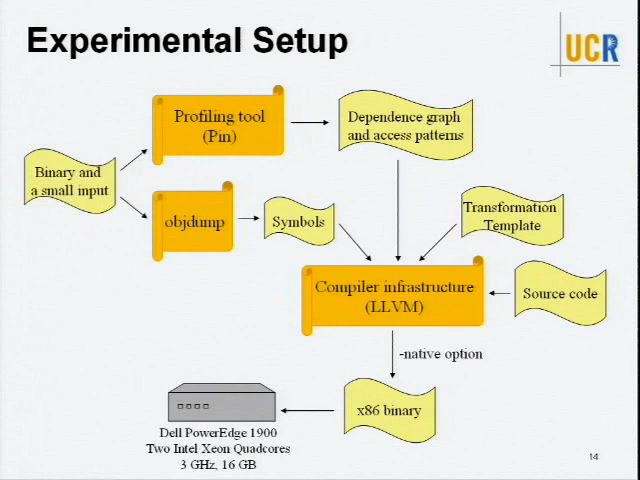 Experimental Setup
UCR
Profiling tool
(Pin)
Dependence graph
and access patterns
Binary and
a small input
objdump
Symbols
Transformation
Template
Compiler infrastructure
(LLVM)
Source code
-native option
x86 binary
Dell PowerEdge 1900
Two Intel Xeon Quadcores
3 GHz, 16 GB
14